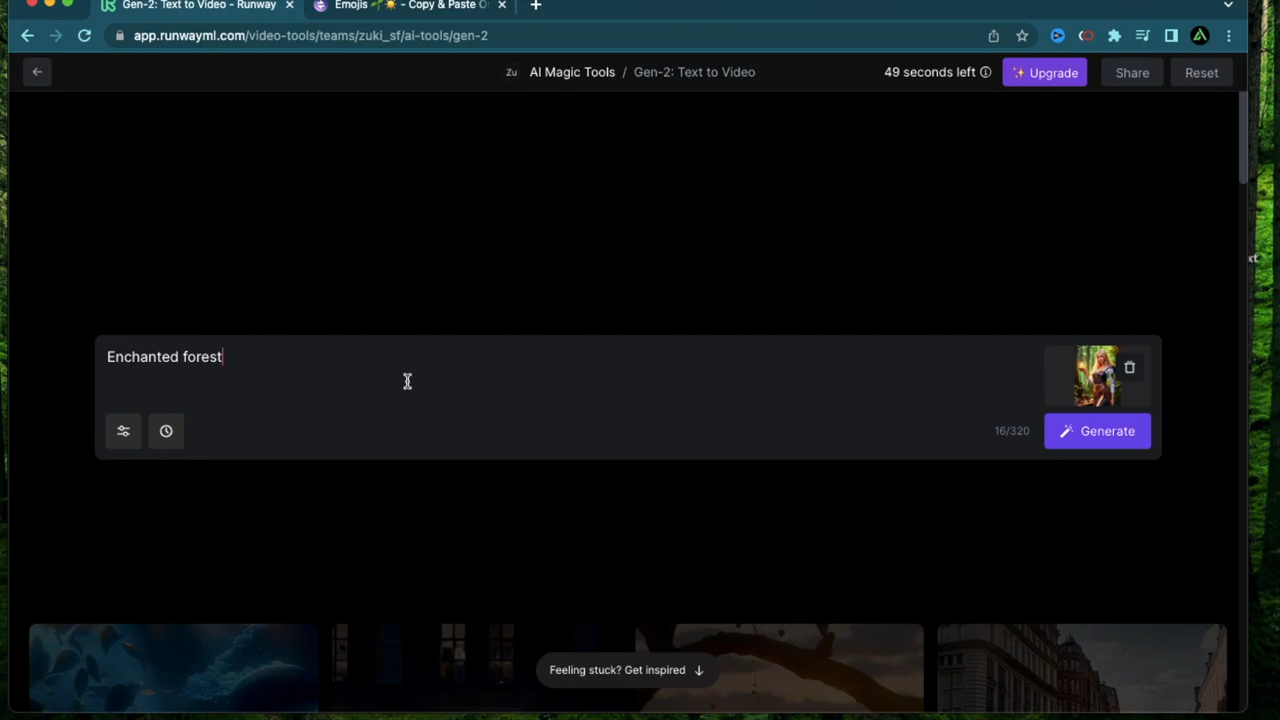 Gen-2: Text to Video - Runway
Emojis 🌱☀️ - Copy & Paste O
app.runwayml.com/video-tools/teams/zuki_sf/ai-tools/gen-2
Zu AI Magic Tools / Gen-2: Text to Video
49 seconds left
Upgrade
Share
Reset
xt
Enchanted forest
16/320
Generate
Feeling stuck? Get inspired ↓